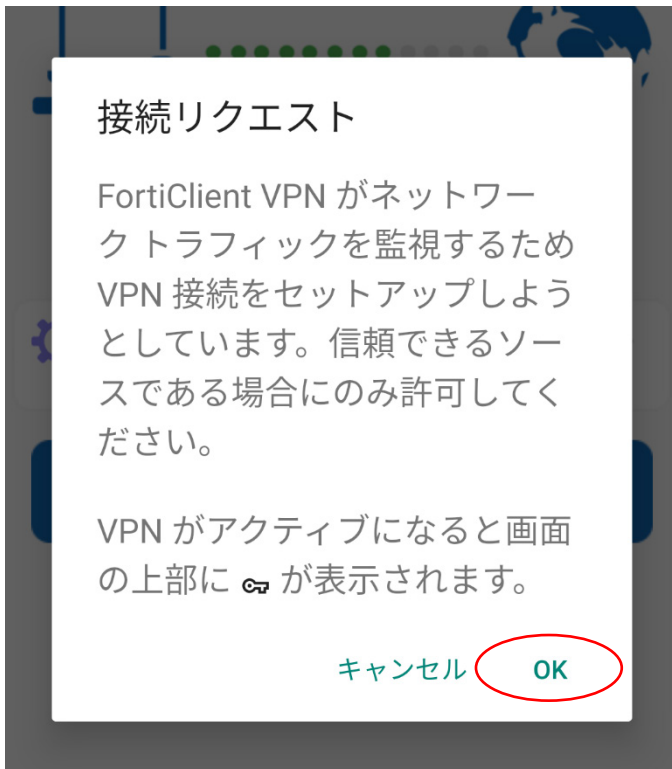 接続リクエスト
FortiClient VPN がネットワー
ク トラフィックを監視するため
VPN 接続をセットアップしよう
としています。信頼できるソー
スである場合にのみ許可してく
ださい。
VPN がアクティブになると画面
の上部に が表示されます。
キャンセル OK